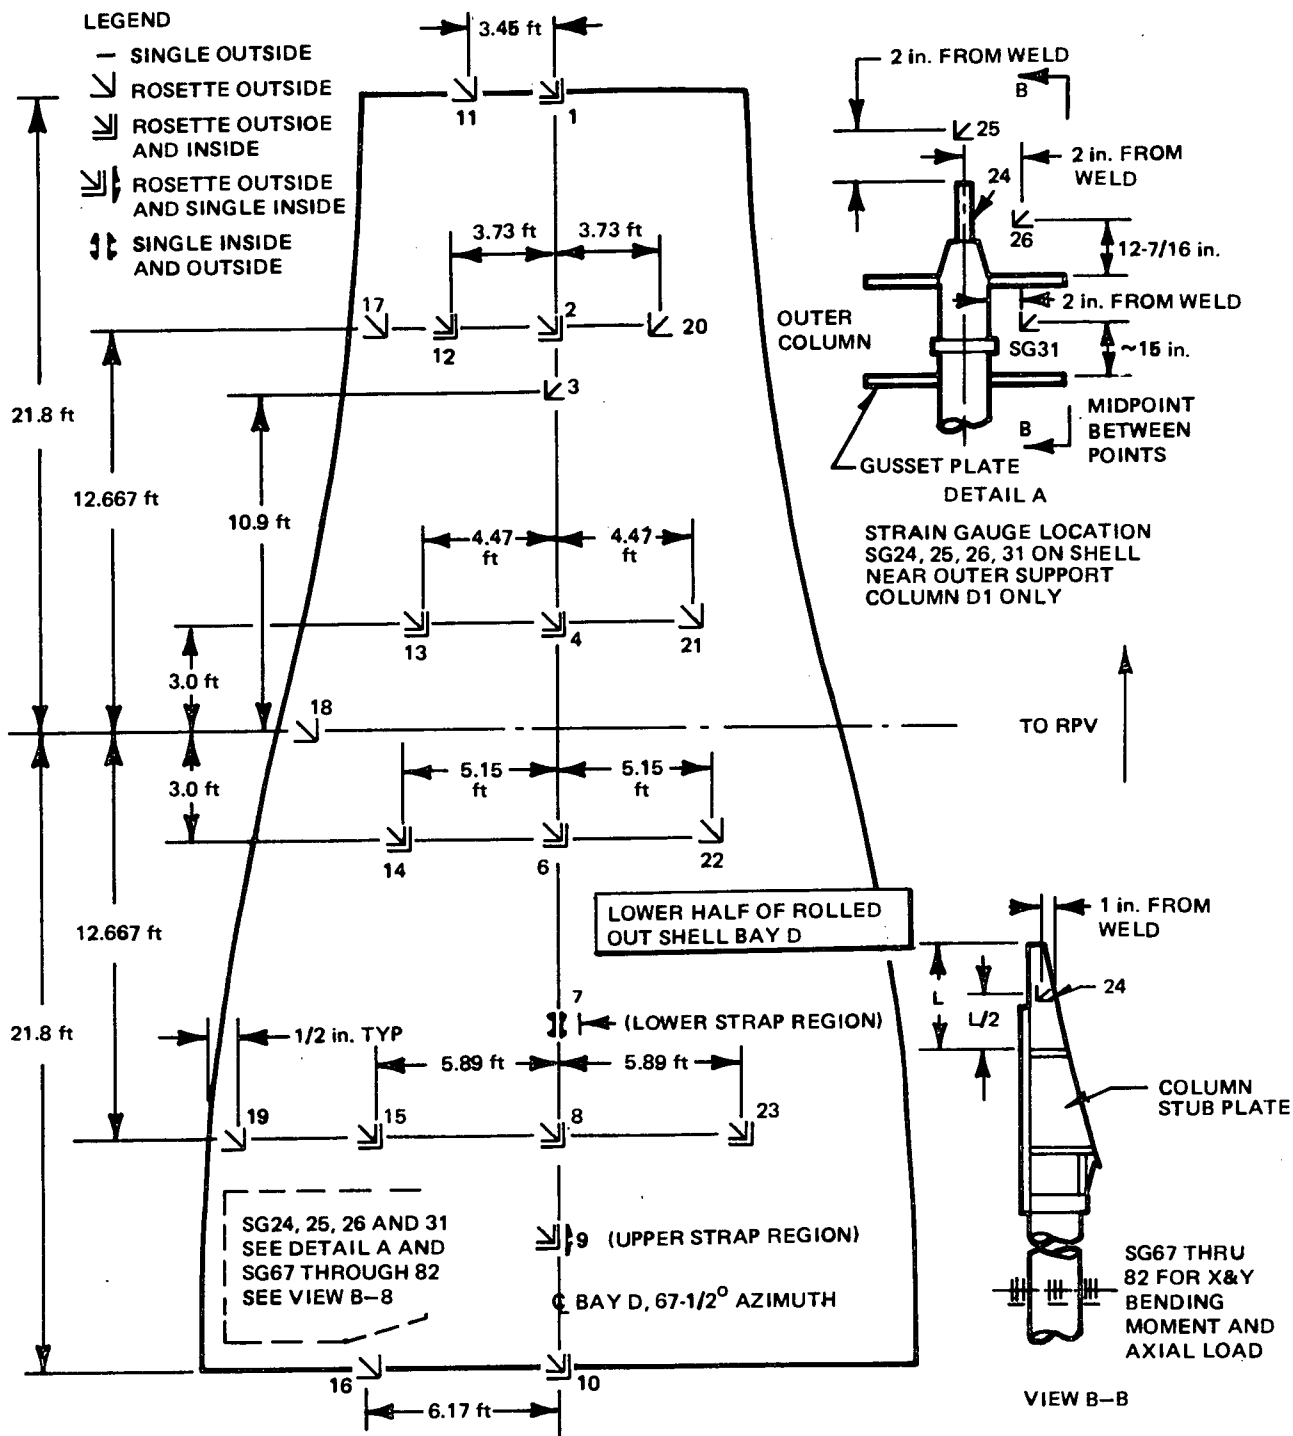 LEGEND
SINGLE OUTSIDE
ROSETTE OUTSIDE
ROSETTE OUTSIOE
AND INSIDE
ROSETTE OUTSIDE
AND SINGLE INSIDE
SINGLE INSIDE
AND OUTSIDE
3.45 ft
11
1
3.73 ft
3.73 ft
17
12
2
20
3
21.8 ft
12.667 ft
10.9 ft
4.47
ft
4.47
ft
13
4
21
3.0 ft
18
TO RPV
3.0 ft
5.15
ft
5.15
ft
14
6
22
LOWER HALF OF ROLLED
OUT SHELL BAY D
12.667 ft
21.8 ft
7
(LOWER STRAP REGION)
1/2 in. TYP
5.89 ft
5.89 ft
19
15
8
23
SG24, 25, 26 AND 31
SEE DETAIL A AND
SG67 THROUGH 82
SEE VIEW B-8
9 (UPPER STRAP REGION)
℄ BAY D, 67-1/2° AZIMUTH
16
10
6.17 ft
2 in. FROM WELD
B
25
2 in. FROM
WELD
24
26
12-7/16 in.
2 in. FROM WELD
OUTER
COLUMN
SG31
~15 in.
B
MIDPOINT
BETWEEN
POINTS
GUSSET PLATE
DETAIL A
STRAIN GAUGE LOCATION
SG24, 25, 26, 31 ON SHELL
NEAR OUTER SUPPORT
COLUMN D1 ONLY
1 in. FROM
WELD
L
L/2
24
COLUMN
STUB PLATE
SG67 THRU
82 FOR X&Y
BENDING
MOMENT AND
AXIAL LOAD
VIEW B-B